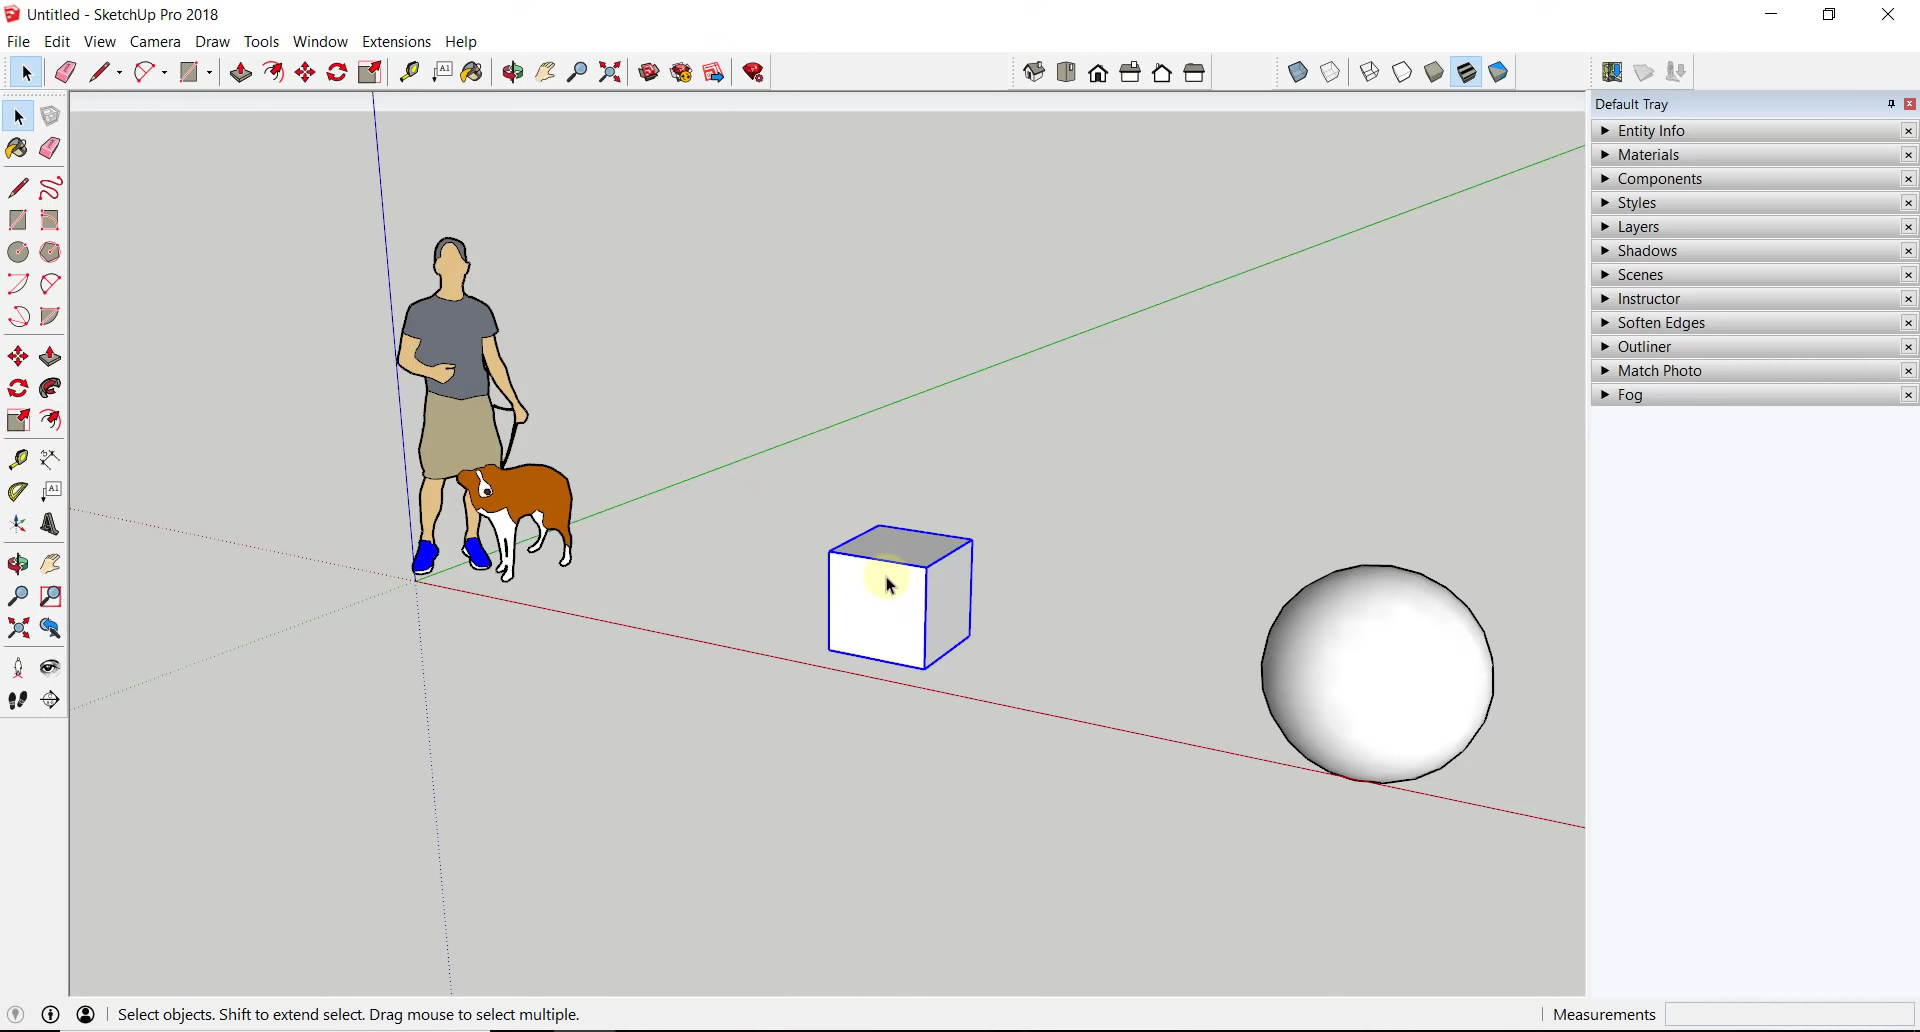 Untitled - SketchUp Pro 2018
File Edit View Camera Draw Tools Window Extensions Help
A1
Default Tray
Entity Info
Materials
Components
Styles
Layers
Shadows
Scenes
Instructor
Soften Edges
Outliner
Match Photo
Fog
A1
Select objects. Shift to extend select. Drag mouse to select multiple.
Measurements